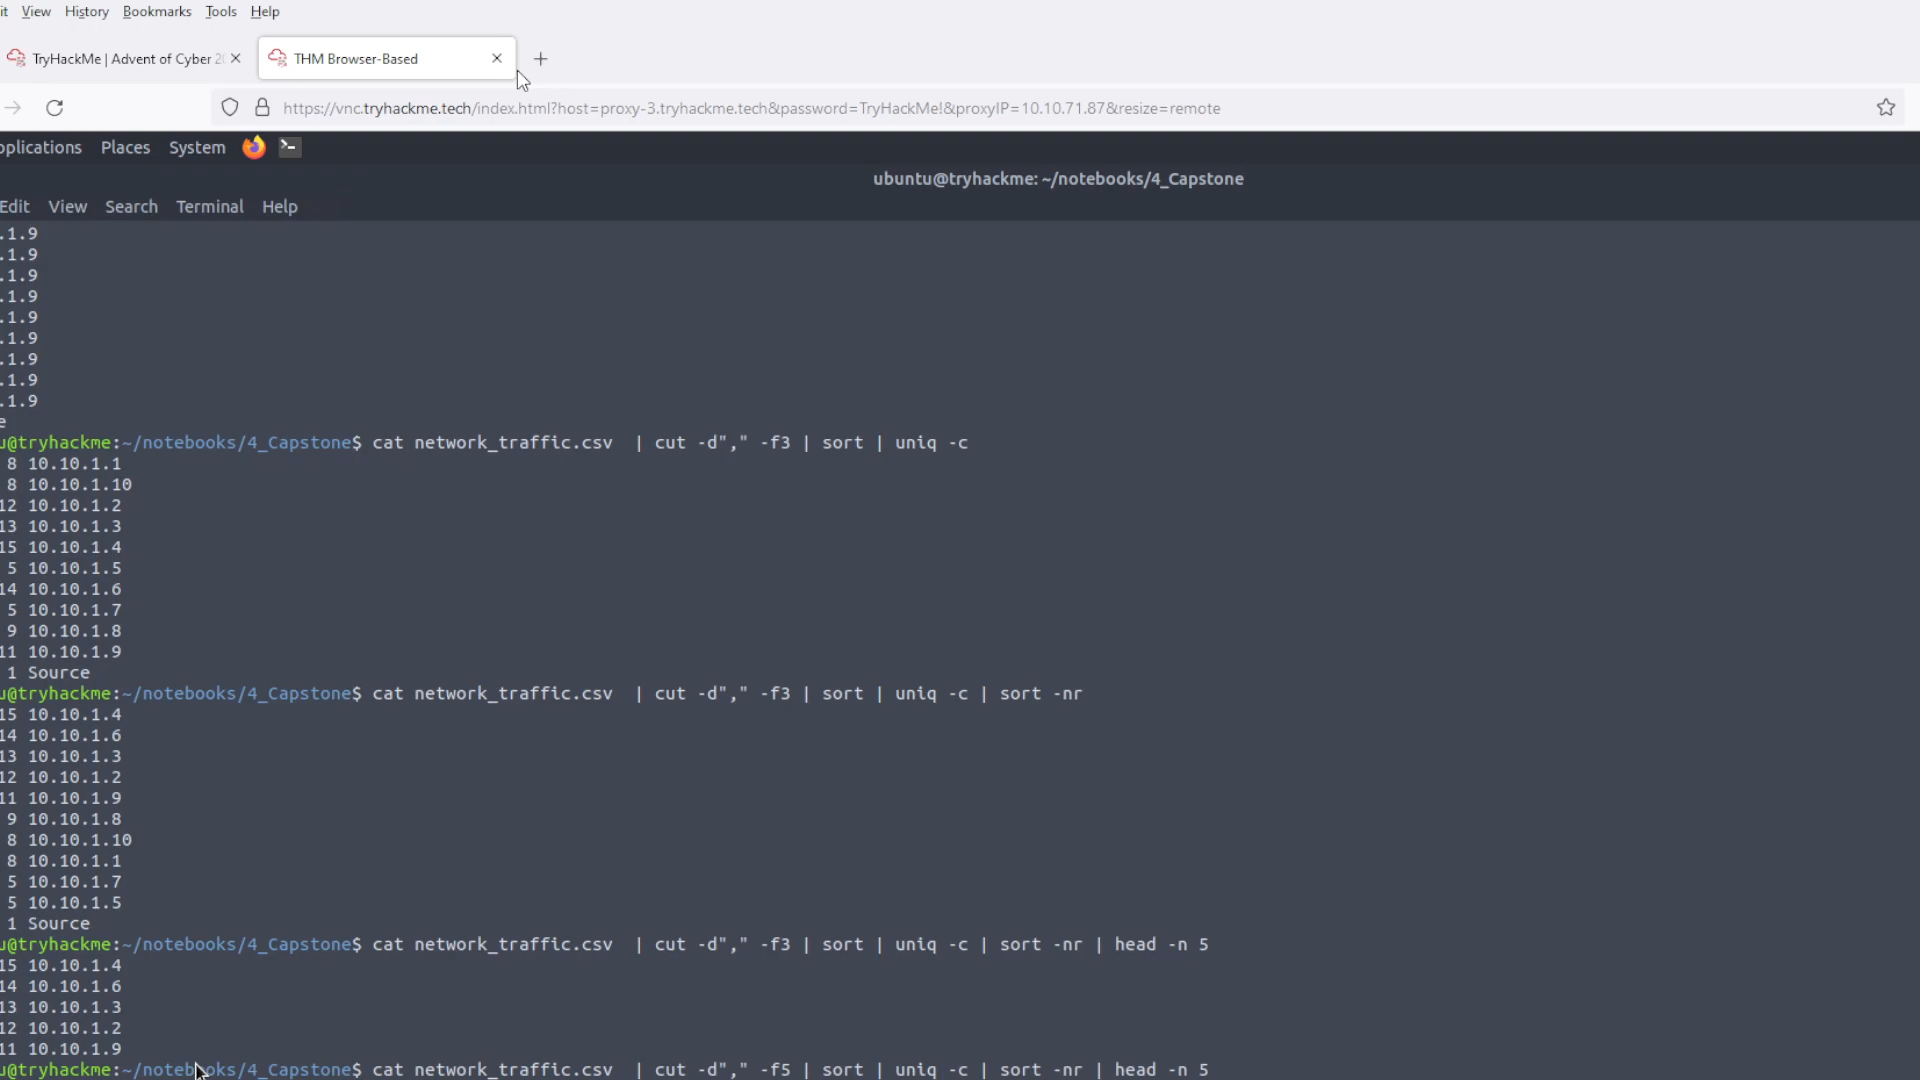 it View History Bookmarks Tools Help
TryHackMe | Advent of Cyber 2 THM Browser-Based
https://vnc.tryhackme.tech/index.html?host=proxy-3.tryhackme.tech&password=TryHackMe!&proxyIP=10.10.71.87&resize=remote
pplications Places System
ubuntu@tryhackme: ~/notebooks/4_Capstone
Edit View Search Terminal Help
.1.9
.1.9
.1.9
.1.9
.1.9
.1.9
.1.9
.1.9
.1.9
e
u@tryhackme:~/notebooks/4_Capstone$ cat network_traffic.csv  | cut -d"," -f3 | sort | uniq -c
8 10.10.1.1
8 10.10.1.10
12 10.10.1.2
13 10.10.1.3
15 10.10.1.4
5 10.10.1.5
14 10.10.1.6
5 10.10.1.7
9 10.10.1.8
11 10.10.1.9
1 Source
u@tryhackme:~/notebooks/4_Capstone$ cat network_traffic.csv  | cut -d"," -f3 | sort | uniq -c | sort -nr
15 10.10.1.4
14 10.10.1.6
13 10.10.1.3
12 10.10.1.2
11 10.10.1.9
9 10.10.1.8
8 10.10.1.10
8 10.10.1.1
5 10.10.1.7
5 10.10.1.5
1 Source
u@tryhackme:~/notebooks/4_Capstone$ cat network_traffic.csv  | cut -d"," -f3 | sort | uniq -c | sort -nr | head -n 5
15 10.10.1.4
14 10.10.1.6
13 10.10.1.3
12 10.10.1.2
11 10.10.1.9
u@tryhackme:~/notebooks/4_Capstone$ cat network_traffic.csv  | cut -d"," -f5 | sort | uniq -c | sort -nr | head -n 5